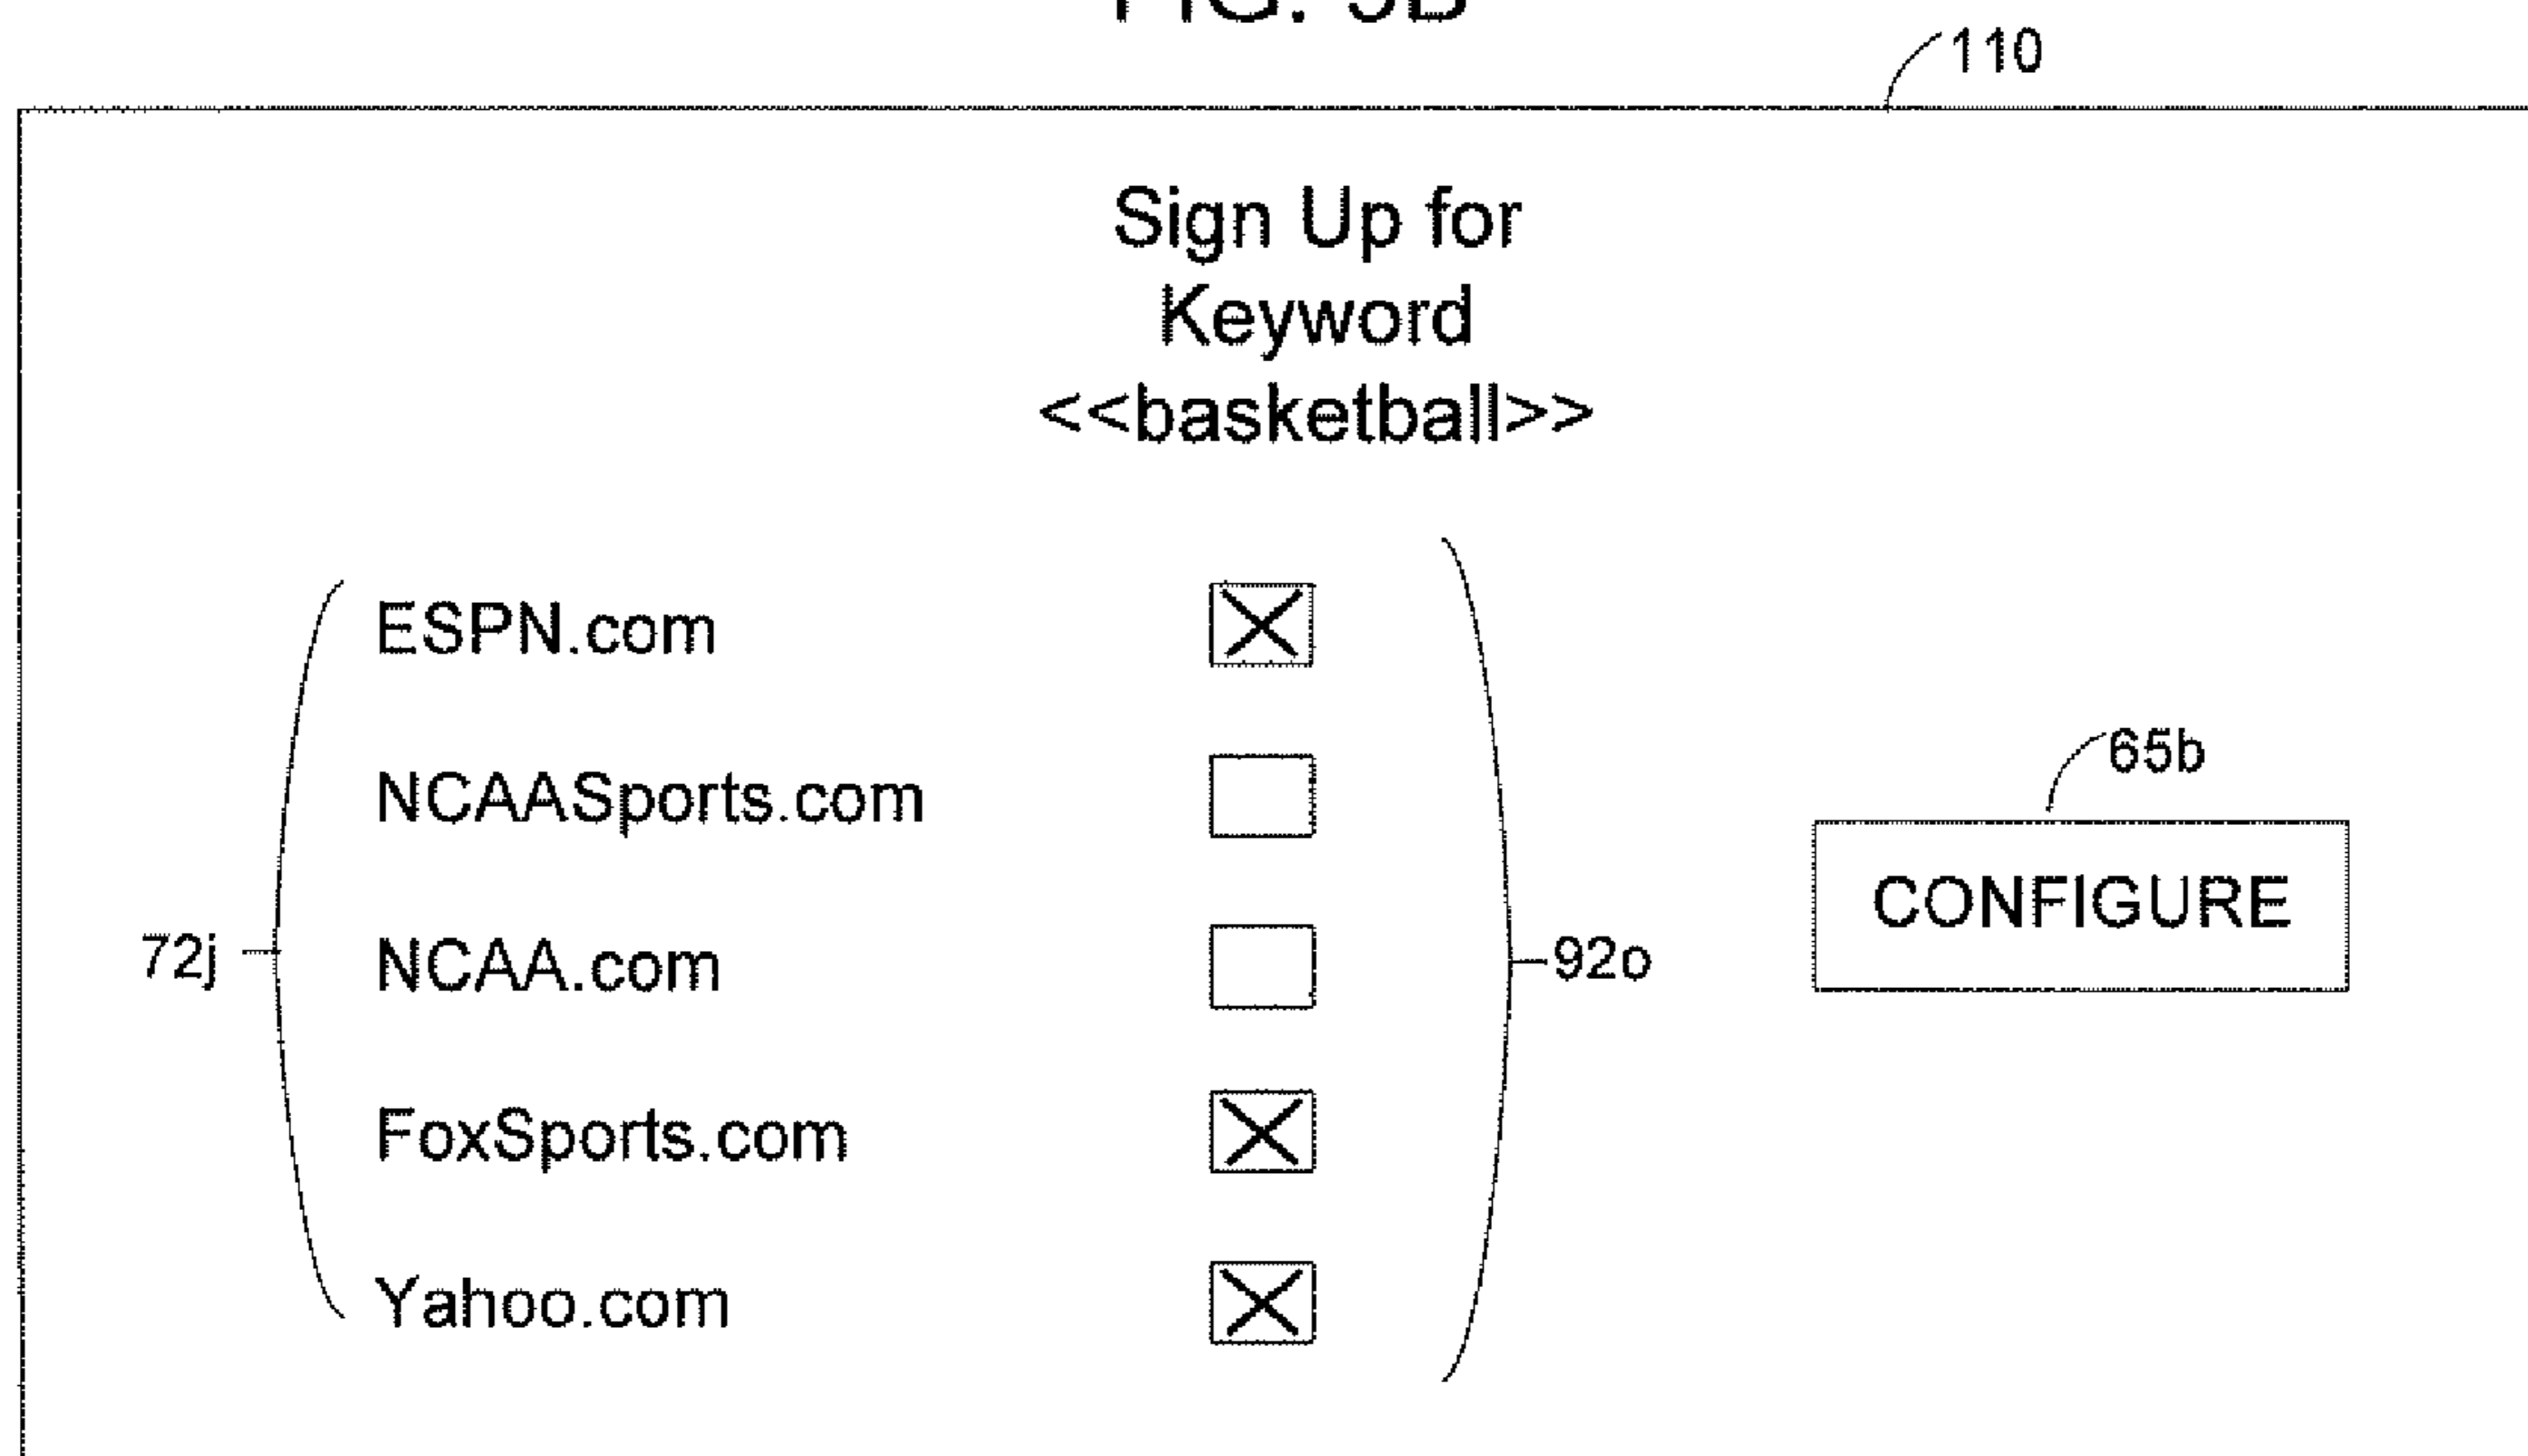 110
Sign Up for
Keyword
<<basketball>>
ESPN.com
NCAASports.com
65b
CONFIGURE
72j
NCAA.com
92o
FoxSports.com
Yahoo.com